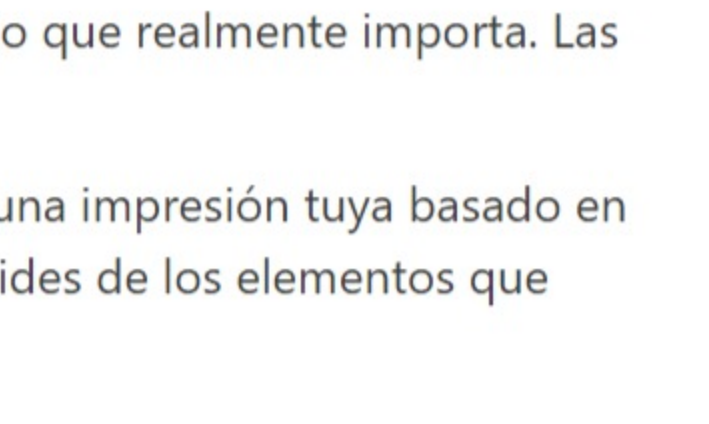 o que realmente importa. Las
una impresión tuya basado en
ides de los elementos que